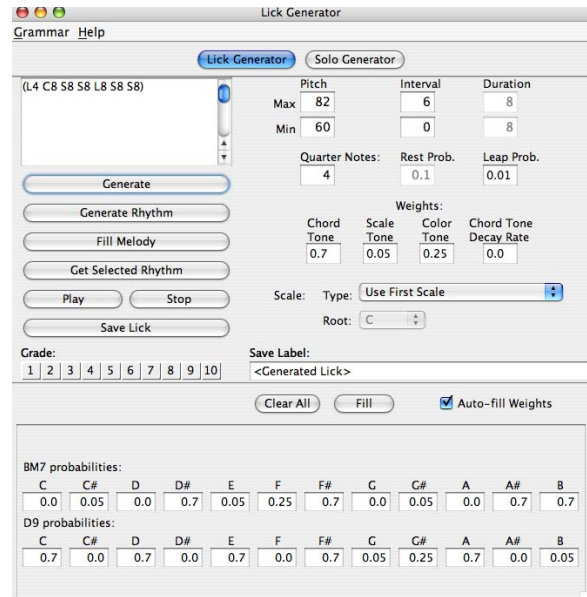 Lick Generator
Grammar Help
Lick Generator Solo Generator
(L4 C8 S8 S8 L8 S8 S8)
Pitch Interval Duration
Max 82 6 8
Min 60 0 8
Quarter Notes: Rest Prob. Leap Prob.
4 0.1 0.01
Generate
Generate Rhythm
Fill Melody
Get Selected Rhythm
Play Stop
Save Lick
Weights:
Chord Tone Scale Tone Color Tone Chord Tone Decay Rate
0.7 0.05 0.25 0.0
Scale: Type: Use First Scale
Root: C
Grade:
1 2 3 4 5 6 7 8 9 10
Save Label:
<Generated Lick>
Clear All Fill Auto-fill Weights
BM7 probabilities:
C C# D D# E F F# G G# A A# B
0.0 0.05 0.0 0.7 0.05 0.25 0.7 0.0 0.05 0.0 0.7 0.7
D9 probabilities:
C C# D D# E F F# G G# A A# B
0.7 0.0 0.7 0.0 0.7 0.0 0.7 0.05 0.25 0.7 0.0 0.05